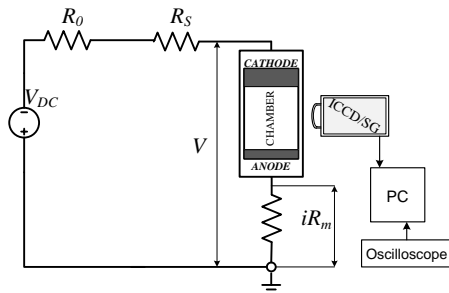 R0
RS
VDC
-
+
V
CATHODE
CHAMBER
ANODE
iRm
ICCD/SG
PC
Oscilloscope